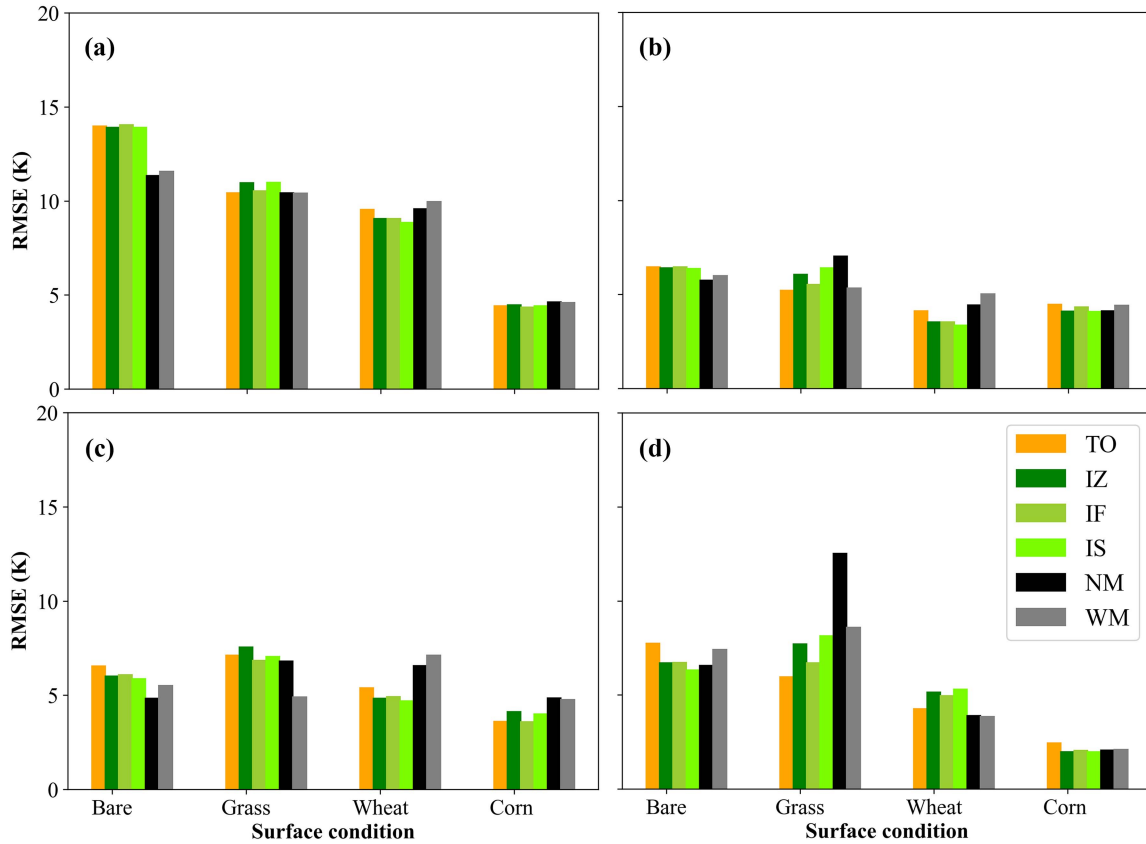 20
15
10
5
0
RMSE (K)
(a)
(b)
20
15
10
5
0
RMSE (K)
(c)
(d)
TO
IZ
IF
IS
NM
WM
Bare Grass Wheat Corn
Surface condition
Bare Grass Wheat Corn
Surface condition